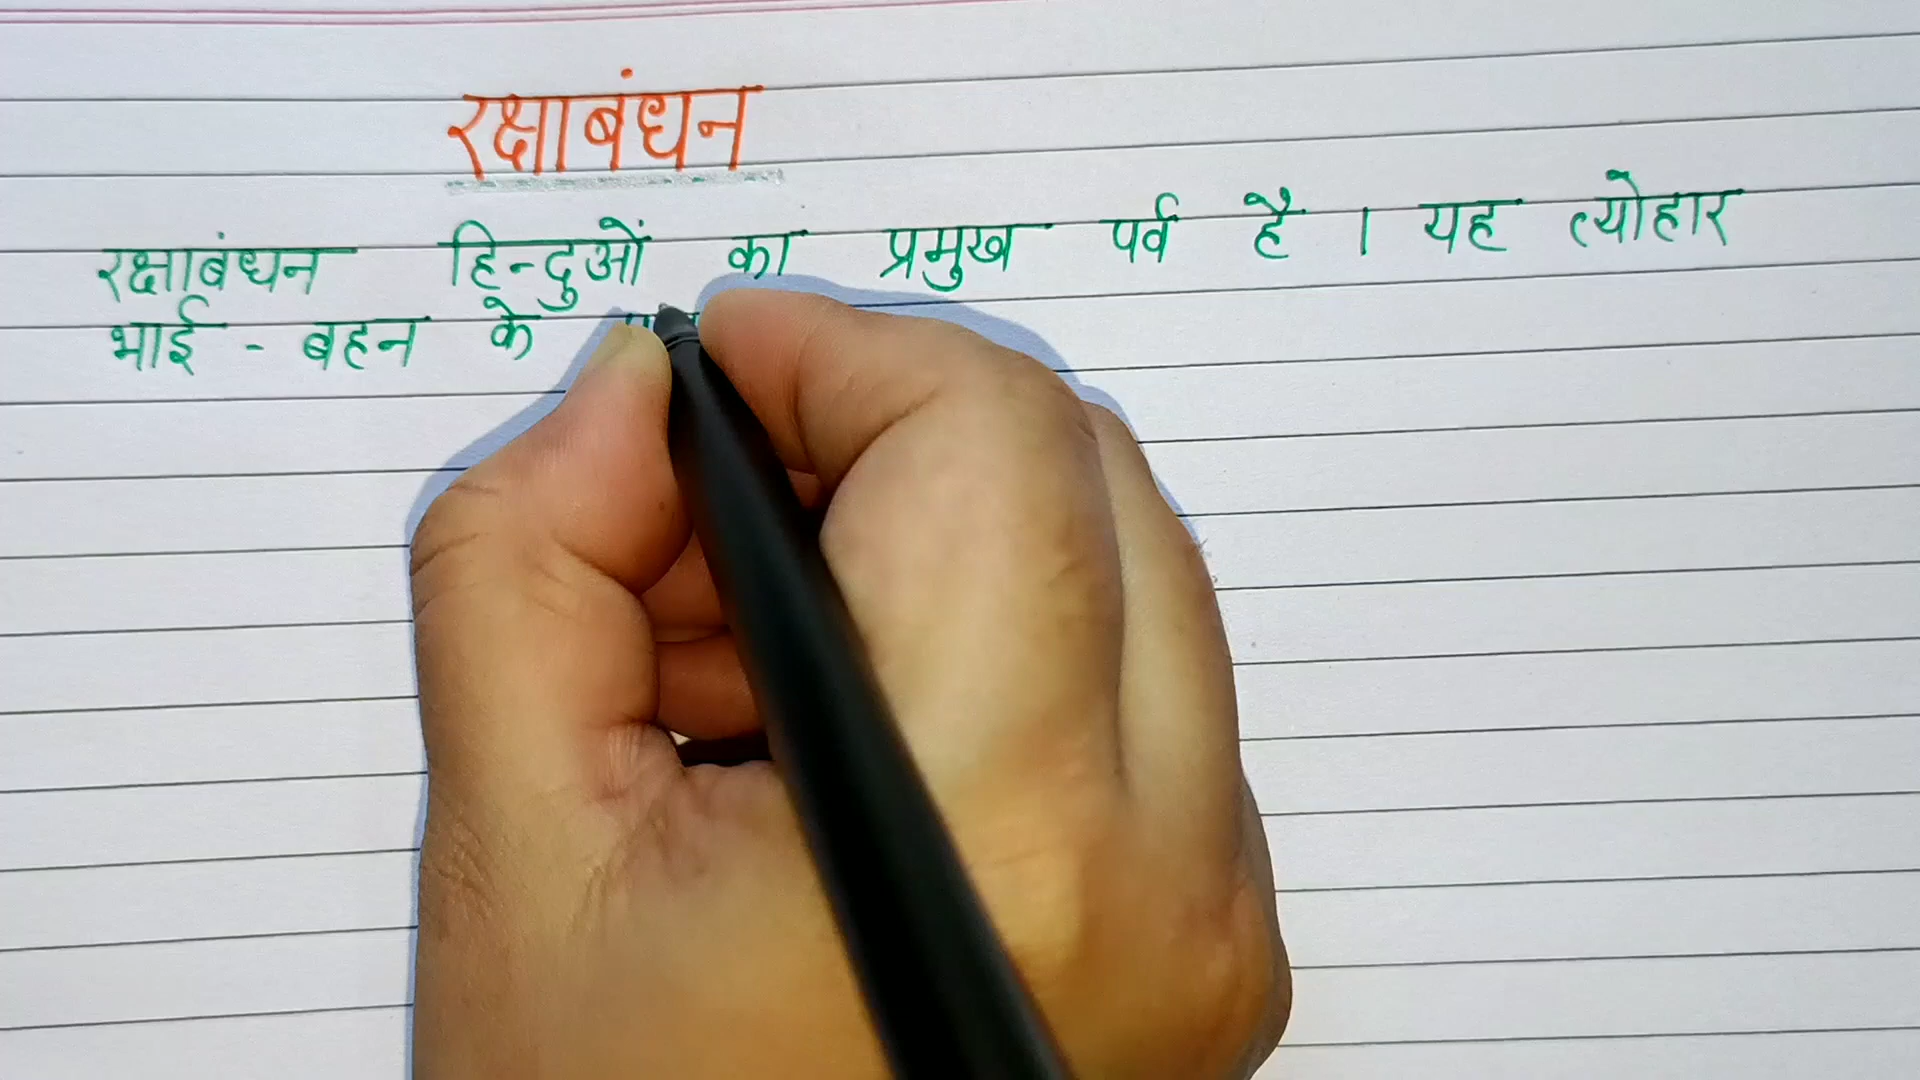 रक्षाबंधन
रक्षाबंधन हिन्दुओं का प्रमुख पर्व है । यह त्योहार
भाई - बहन के